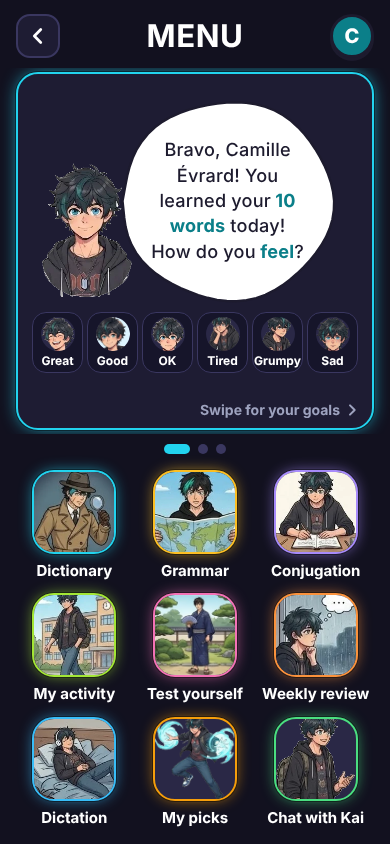 MENU
C
Bravo, Camille
Évrard! You
learned your 10
words today!
How do you feel?
Great
Good
OK
Tired
Grumpy
Sad
Swipe for your goals
Dictionary
Grammar
Conjugation
My activity
Test yourself
Weekly review
Dictation
My picks
Chat with Kai